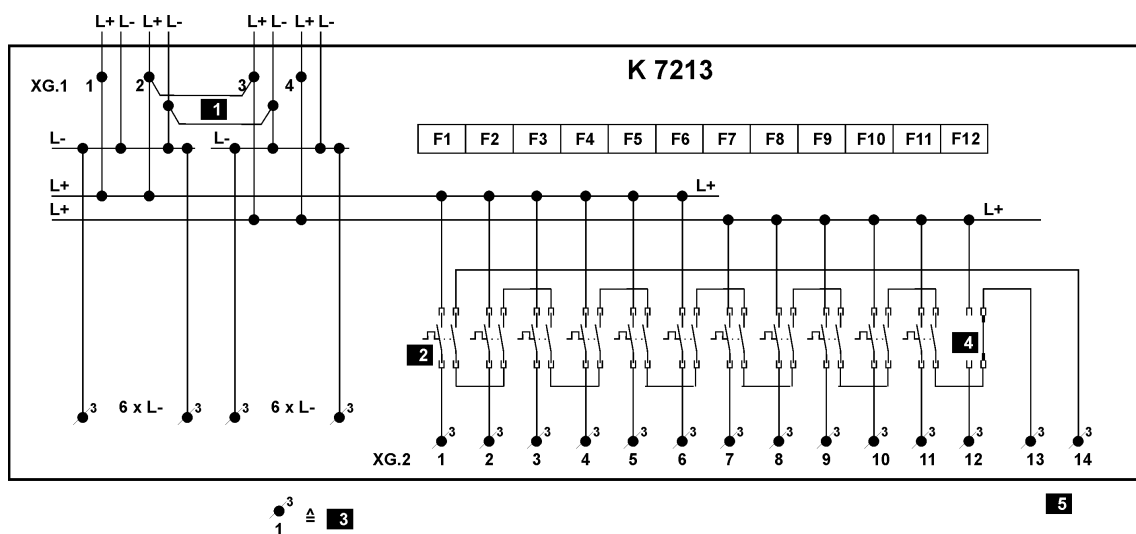 L+ L- L+ L- L+ L- L+ L-
K 7213
XG.1 1 2 3 4
1
F1 F2 F3 F4 F5 F6 F7 F8 F9 F10 F11 F12
L- L-
L+ L+
L+ L+
2 4
3 6 x L- 3 3 6 x L- 3
3 3 3 3 3 3 3 3 3 3 3 3 3 3
XG.2 1 2 3 4 5 6 7 8 9 10 11 12 13 14
3
1 ≙ 3
5